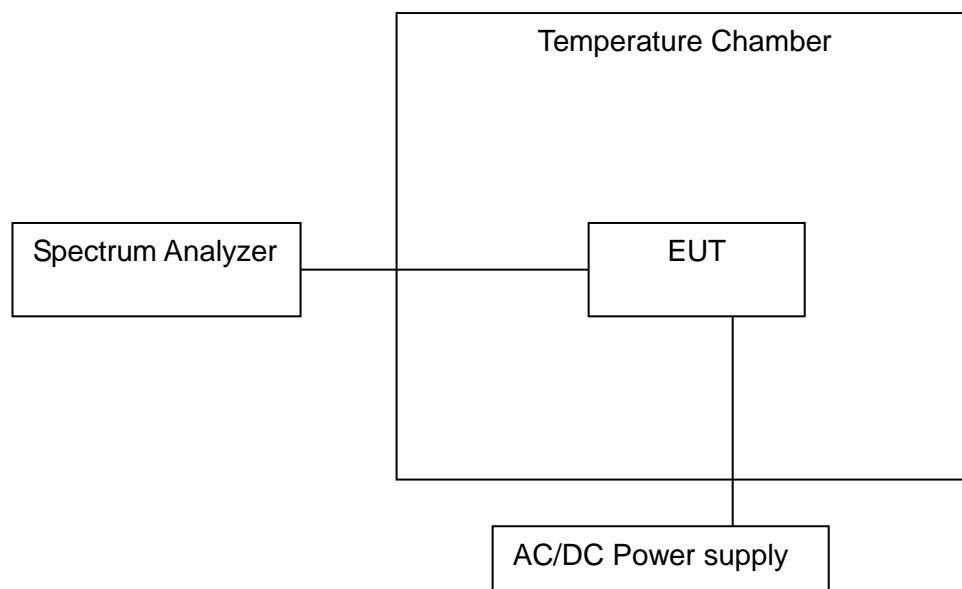 Temperature Chamber
Spectrum Analyzer
EUT
AC/DC Power supply